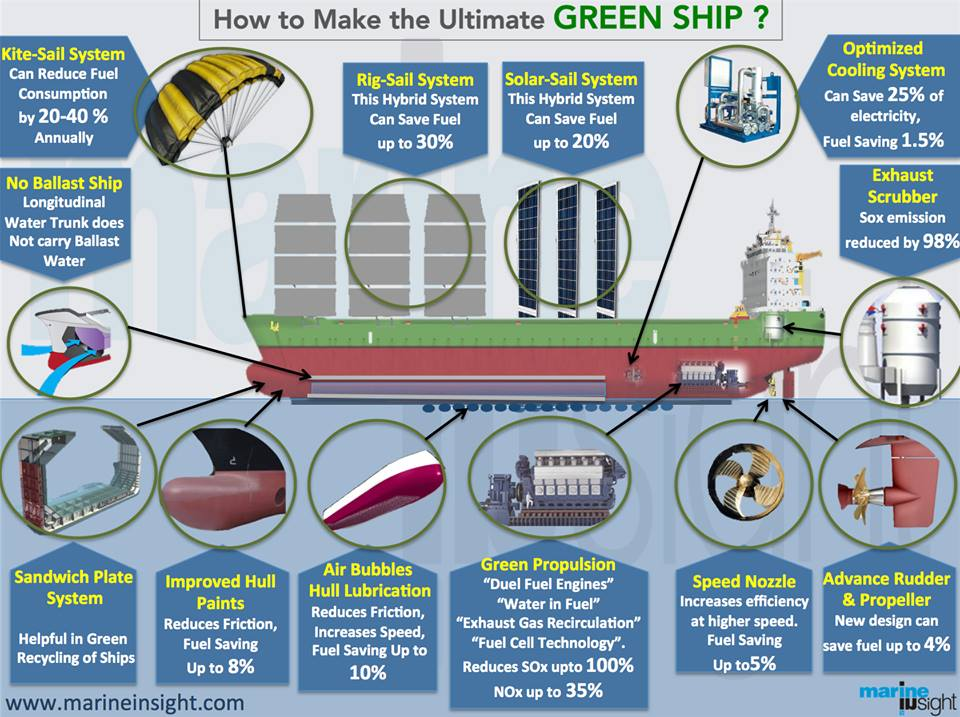 How to Make the Ultimate GREEN SHIP ?
Kite-Sail System
Can Reduce Fuel
Consumption
by 20-40 %
Annually
Rig-Sail System
This Hybrid System
Can Save Fuel
up to 30%
Solar-Sail System
This Hybrid System
Can Save Fuel
up to 20%
Optimized
Cooling System
Can Save 25% of
electricity,
Fuel Saving 1.5%
No Ballast Ship
Longitudinal
Water Trunk does
Not carry Ballast
Water
Exhaust
Scrubber
Sox emission
reduced by 98%
Sandwich Plate
System
Helpful in Green
Recycling of Ships
Improved Hull
Paints
Reduces Friction,
Fuel Saving
Up to 8%
Air Bubbles
Hull Lubrication
Reduces Friction,
Increases Speed,
Fuel Saving Up to
10%
Green Propulsion
“Duel Fuel Engines”
“Water in Fuel”
“Exhaust Gas Recirculation”
“Fuel Cell Technology”.
Reduces SOx upto 100%
NOx up to 35%
Speed Nozzle
Increases efficiency
at higher speed.
Fuel Saving
Up to5%
Advance Rudder
& Propeller
New design can
save fuel up to 4%
www.marineinsight.com
marine
insight